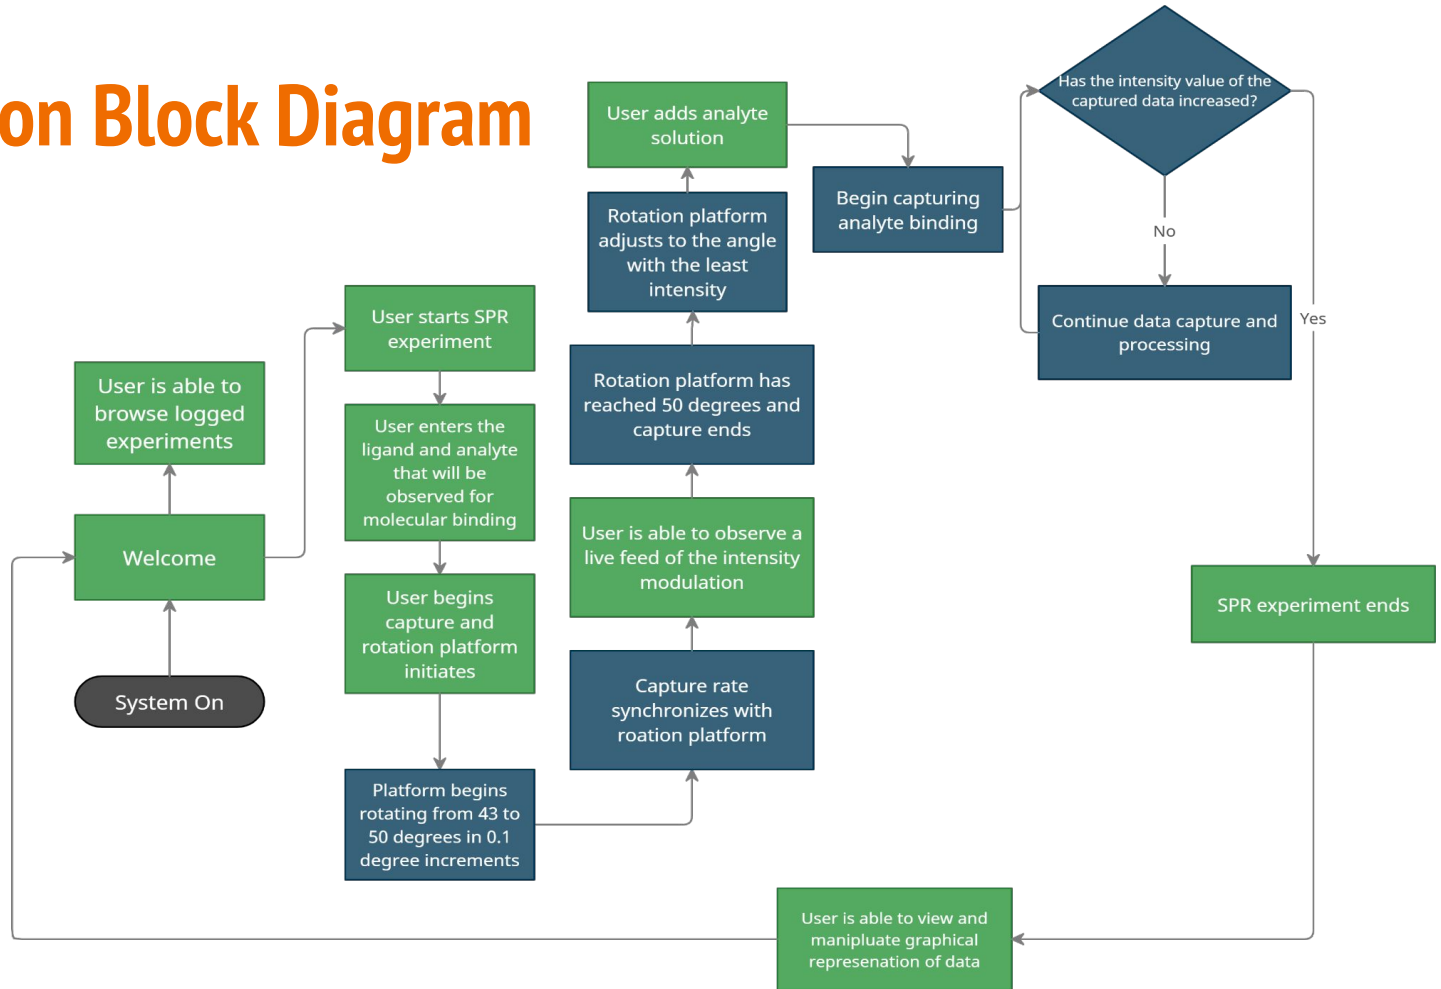 on Block Diagram
System On
Welcome
User is able to
browse logged
experiments
User starts SPR
experiment
User enters the
ligand and analyte
that will be
observed for
molecular binding
User begins
capture and
rotation platform
initiates
Platform begins
rotating from 43 to
50 degrees in 0.1
degree increments
Capture rate
synchronizes with
roation platform
User is able to observe a
live feed of the intensity
modulation
Rotation platform has
reached 50 degrees and
capture ends
Rotation platform
adjusts to the angle
with the least
intensity
User adds analyte
solution
Begin capturing
analyte binding
Has the intensity value of the
captured data increased?
No
Continue data capture and
processing
Yes
SPR experiment ends
User is able to view and
manipluate graphical
represenation of data